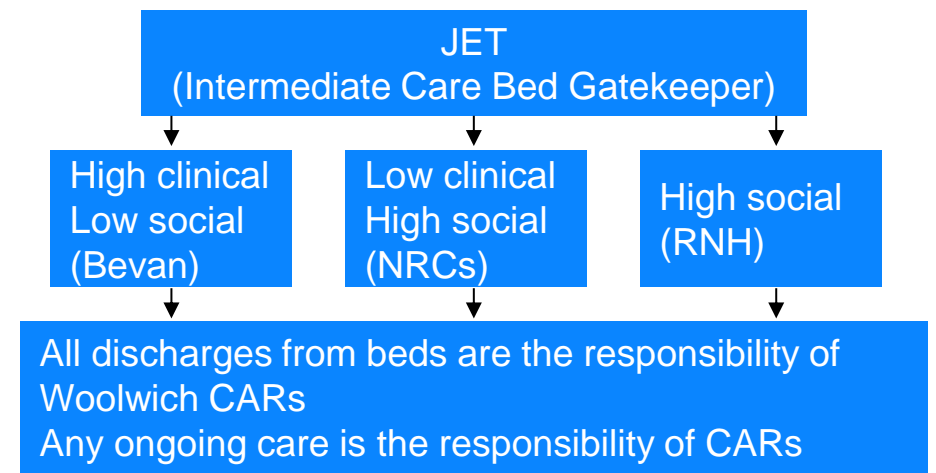 JET
(Intermediate Care Bed Gatekeeper)
High clinical
Low social
(Bevan)
Low clinical
High social
(NRCs)
High social
(RNH)
All discharges from beds are the responsibility of
Woolwich CARs
Any ongoing care is the responsibility of CARs